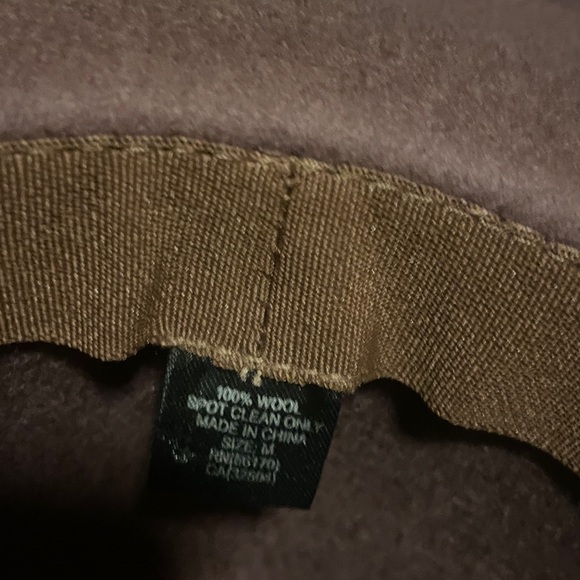 100% WOOL
SPOT CLEAN ONLY
MADE IN CHINA
SIZE: M